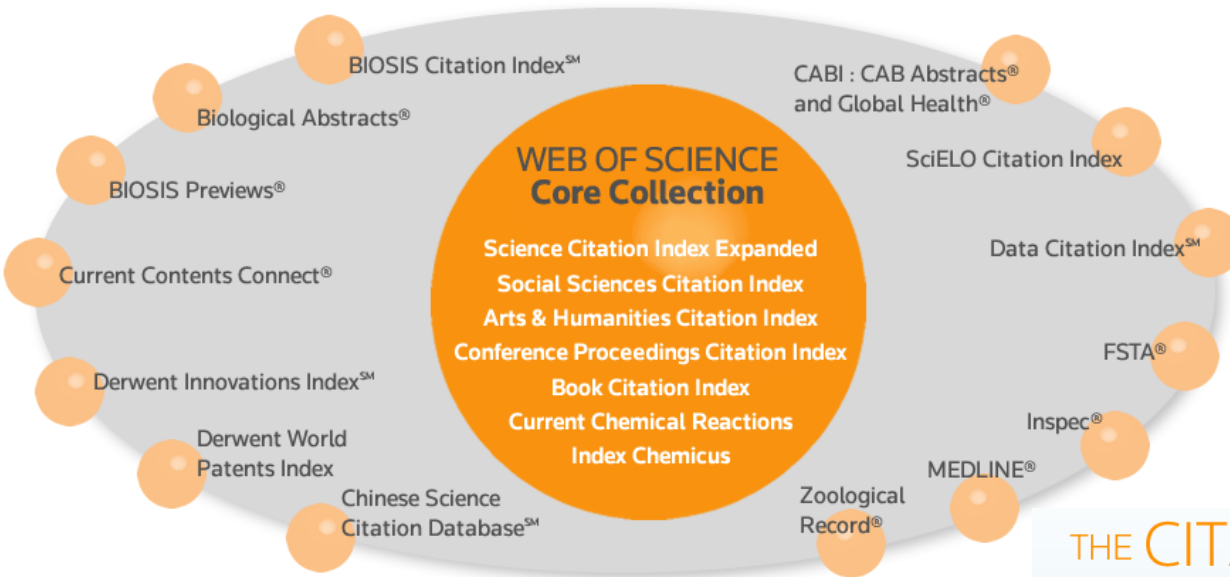 BIOSIS Citation Index℠
Biological Abstracts®
BIOSIS Previews®
Current Contents Connect®
Derwent Innovations Index℠
Derwent World
Patents Index
Chinese Science
Citation Database℠
WEB OF SCIENCE
Core Collection
Science Citation Index Expanded
Social Sciences Citation Index
Arts & Humanities Citation Index
Conference Proceedings Citation Index
Book Citation Index
Current Chemical Reactions
Index Chemicus
CABI : CAB Abstracts®
and Global Health®
SciELO Citation Index
Data Citation Index℠
FSTA®
Inspec®
MEDLINE®
Zoological
Record®
THE CIT